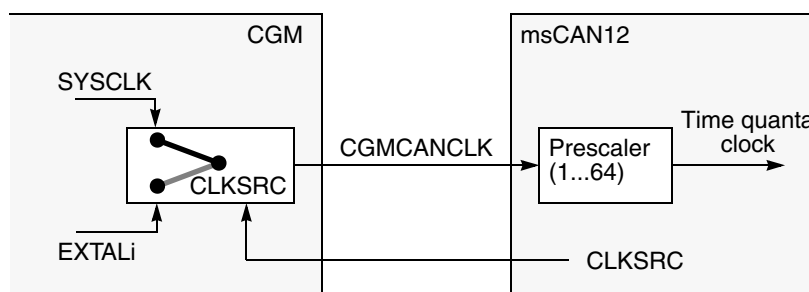 CGM
msCAN12
SYSCLK
CGMCANCLK
Prescaler
(1...64)
Time quanta
clock
CLKSRC
EXTALi
CLKSRC